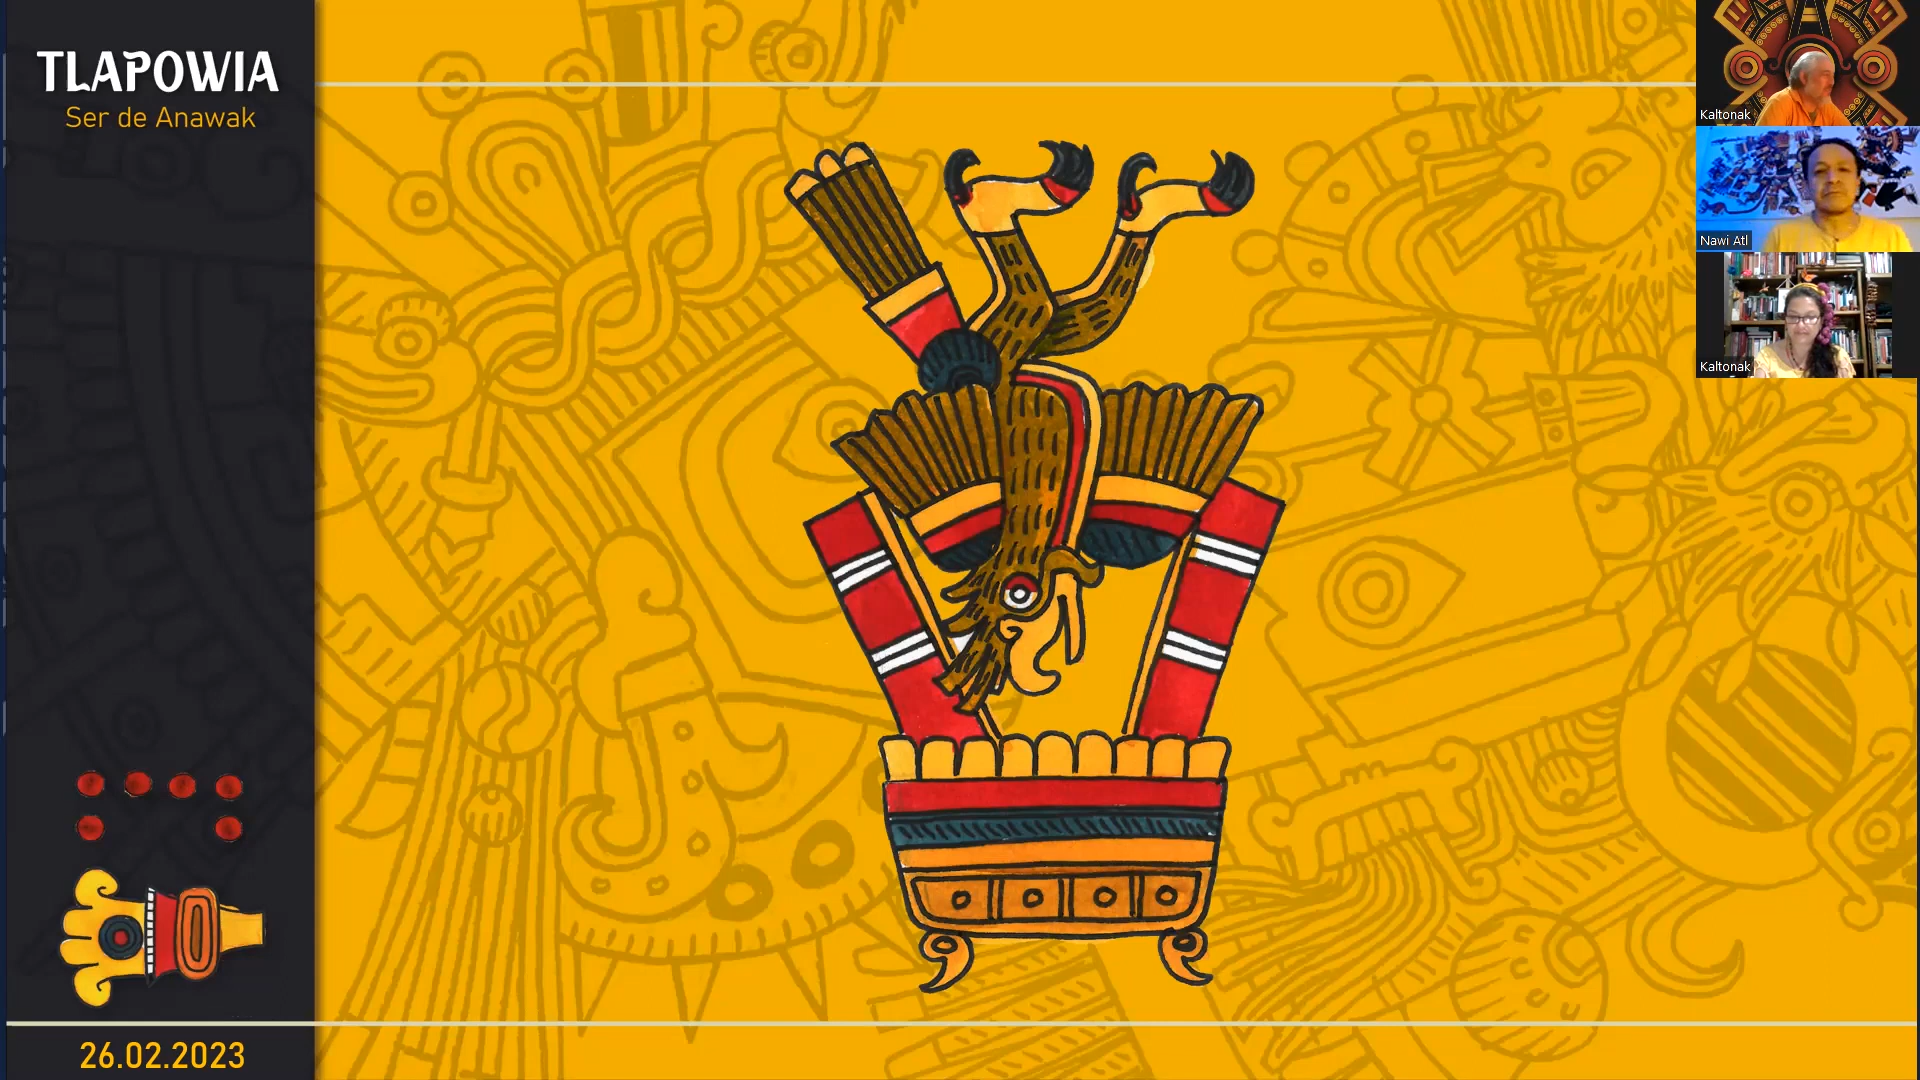 TLAPOWIA
Ser de Anawak
26.02.2023
Kaltonak
Nawi Atl
Kaltonak